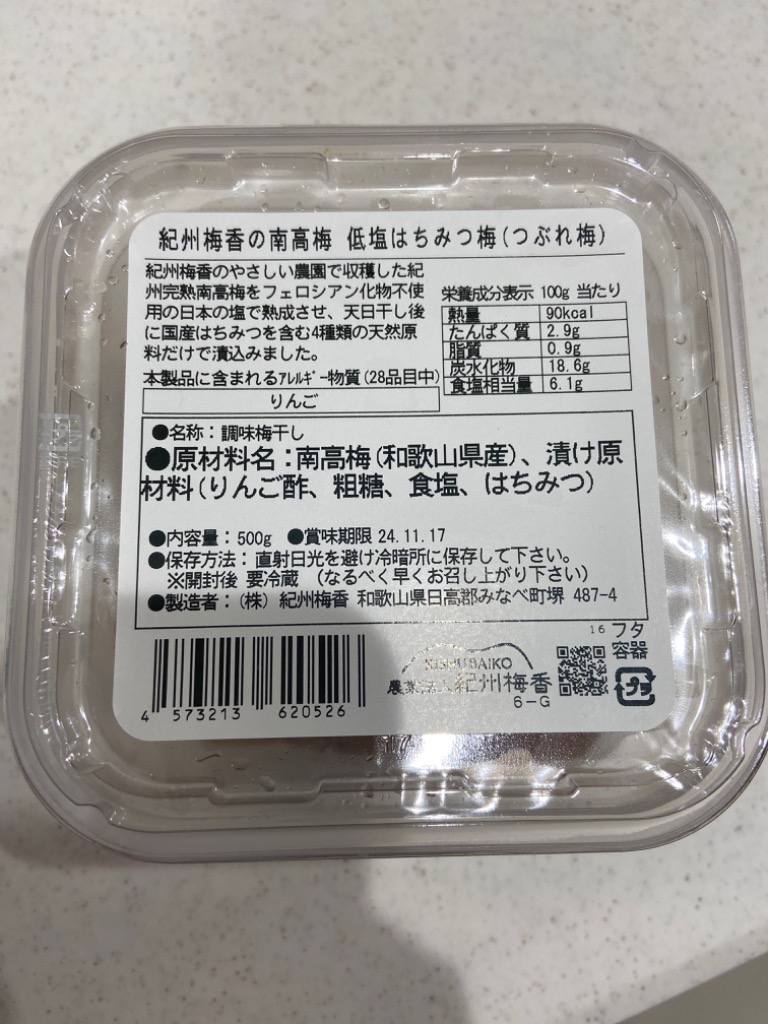 紀州梅香の南高梅 低塩はちみつ梅(つぶれ梅)
紀州梅香のやさしい農園で収穫した紀
州完熟南高梅をフェロシアン化物不使
用の日本の塩で熟成させ、天日干し後
に国産はちみつを含む4種類の天然原
料だけで漬込みました。
本製品に含まれるアレルギー物質(28品目中)
りんご
栄養成分表示 100g 当たり
熱量 90kcal
たんぱく質 2.9g
脂質 0.9g
炭水化物 18.6g
食塩相当量 6.1g
●名称：調味梅干し
●原材料名：南高梅(和歌山県産)、漬け原
材料(りんご酢、粗糖、食塩、はちみつ)
●内容量：500g ●賞味期限 24.11.17
●保存方法：直射日光を避け冷暗所に保存して下さい。
※開封後 要冷蔵 （なるべく早くお召し上がり下さい）
●製造者：(株) 紀州梅香 和歌山県日高郡みなべ町堺 487-4
16 フタ
容器
プラ
KISHU BAIKO
農業法人紀州梅香
6-G
4 573213 620526